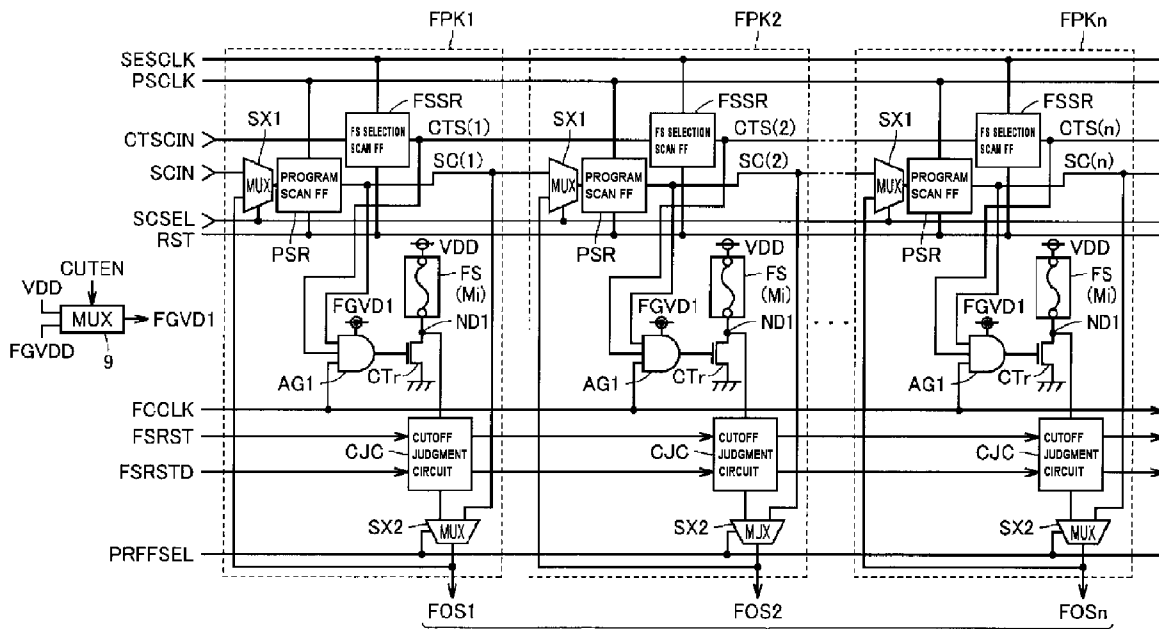 FPK1 FPK2 FPKn
SESCLK
PSCLK
FSSR FSSR FSSR
SX1 SX1 SX1
FS SELECTION SCAN FF CTS(1) FS SELECTION SCAN FF CTS(2) FS SELECTION SCAN FF CTS(n)
CTSCIN
SC(1) SC(2) SC(n)
SCIN
MUX PROGRAM SCAN FF MUX PROGRAM SCAN FF MUX PROGRAM SCAN FF
SCSEL
RST
PSR VDD PSR VDD PSR VDD
CUTEN
FS (Mi) FS (Mi) FS (Mi)
VDD
FGVD1 FGVD1 FGVD1
MUX FGVD1
ND1 ND1 ND1
FGVDD
9
AG1 CTr AG1 CTr AG1 CTr
FCCLK
FSRST
CJC CUTOFF JUDGMENT CIRCUIT CJC CUTOFF JUDGMENT CIRCUIT CJC CUTOFF JUDGMENT CIRCUIT
FSRSTD
SX2 MUX SX2 MUX SX2 MUX
PRFFSEL
FOS1 FOS2 FOSn